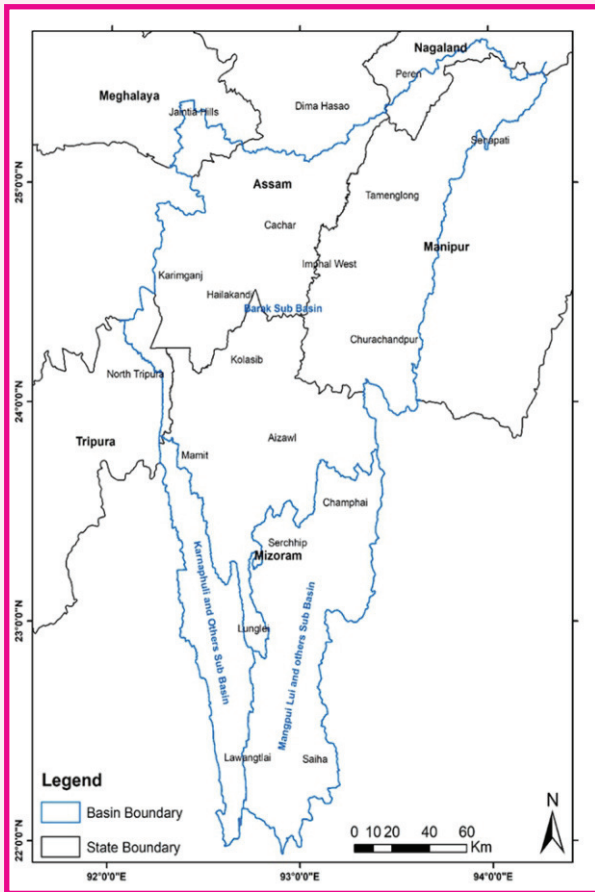 Nagaland
Peren
Meghalaya
Jaintia Hills
Dima Hasao
Senapati
25°0'0"N
Assam
Tamenglong
Cachar
Manipur
Imphal West
Karimganj
Hailakandi
Barak Sub Basin
Churachandpur
Kolasib
North Tripura
24°0'0"N
Tripura
Aizawl
Mamit
Champhai
Serchhip
Mizoram
Karnaphuli and Others Sub Basin
Mangpui Lui and others Sub Basin
23°0'0"N
Lunglei
Lawangtlai
Saiha
Legend
Basin Boundary
State Boundary
N
0 10 20 40 60
Km
22°0'0"N
92°0'0"E 93°0'0"E 94°0'0"E